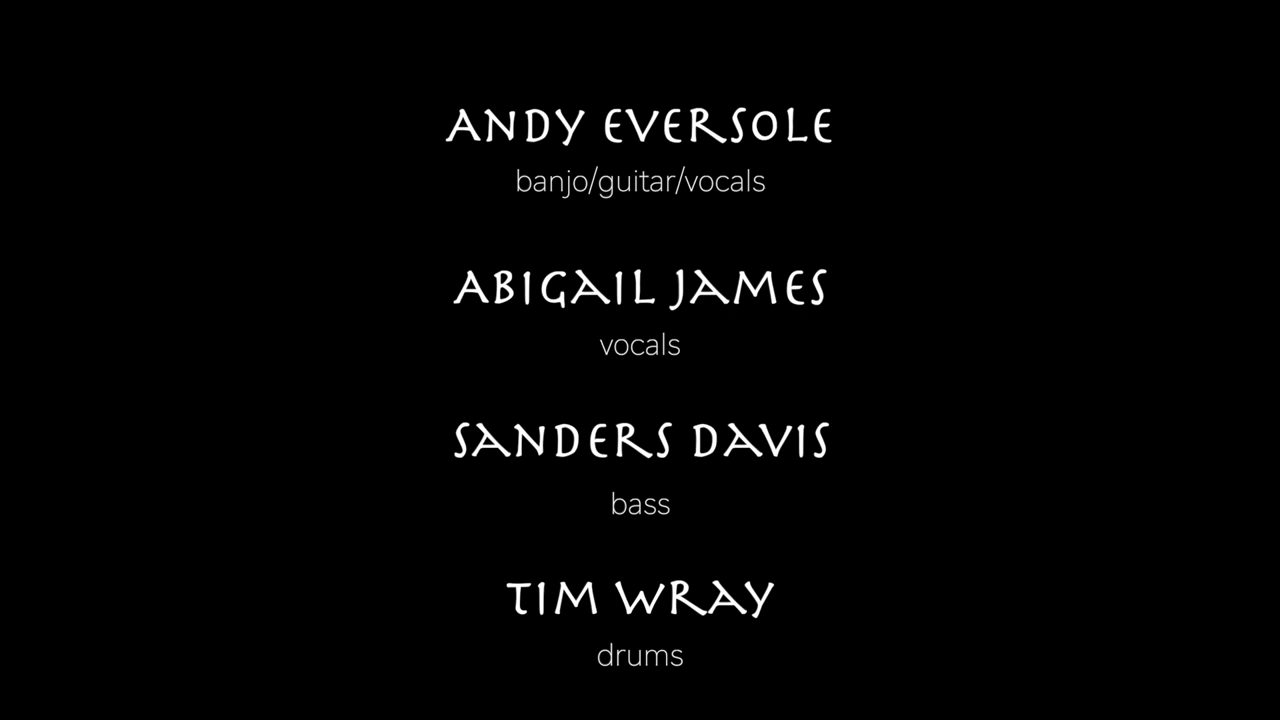 ANDY EVERSOLE
banjo/guitar/vocals
ABIGAIL JAMES
vocals
SANDERS DAVIS
bass
TIM WRAY
drums